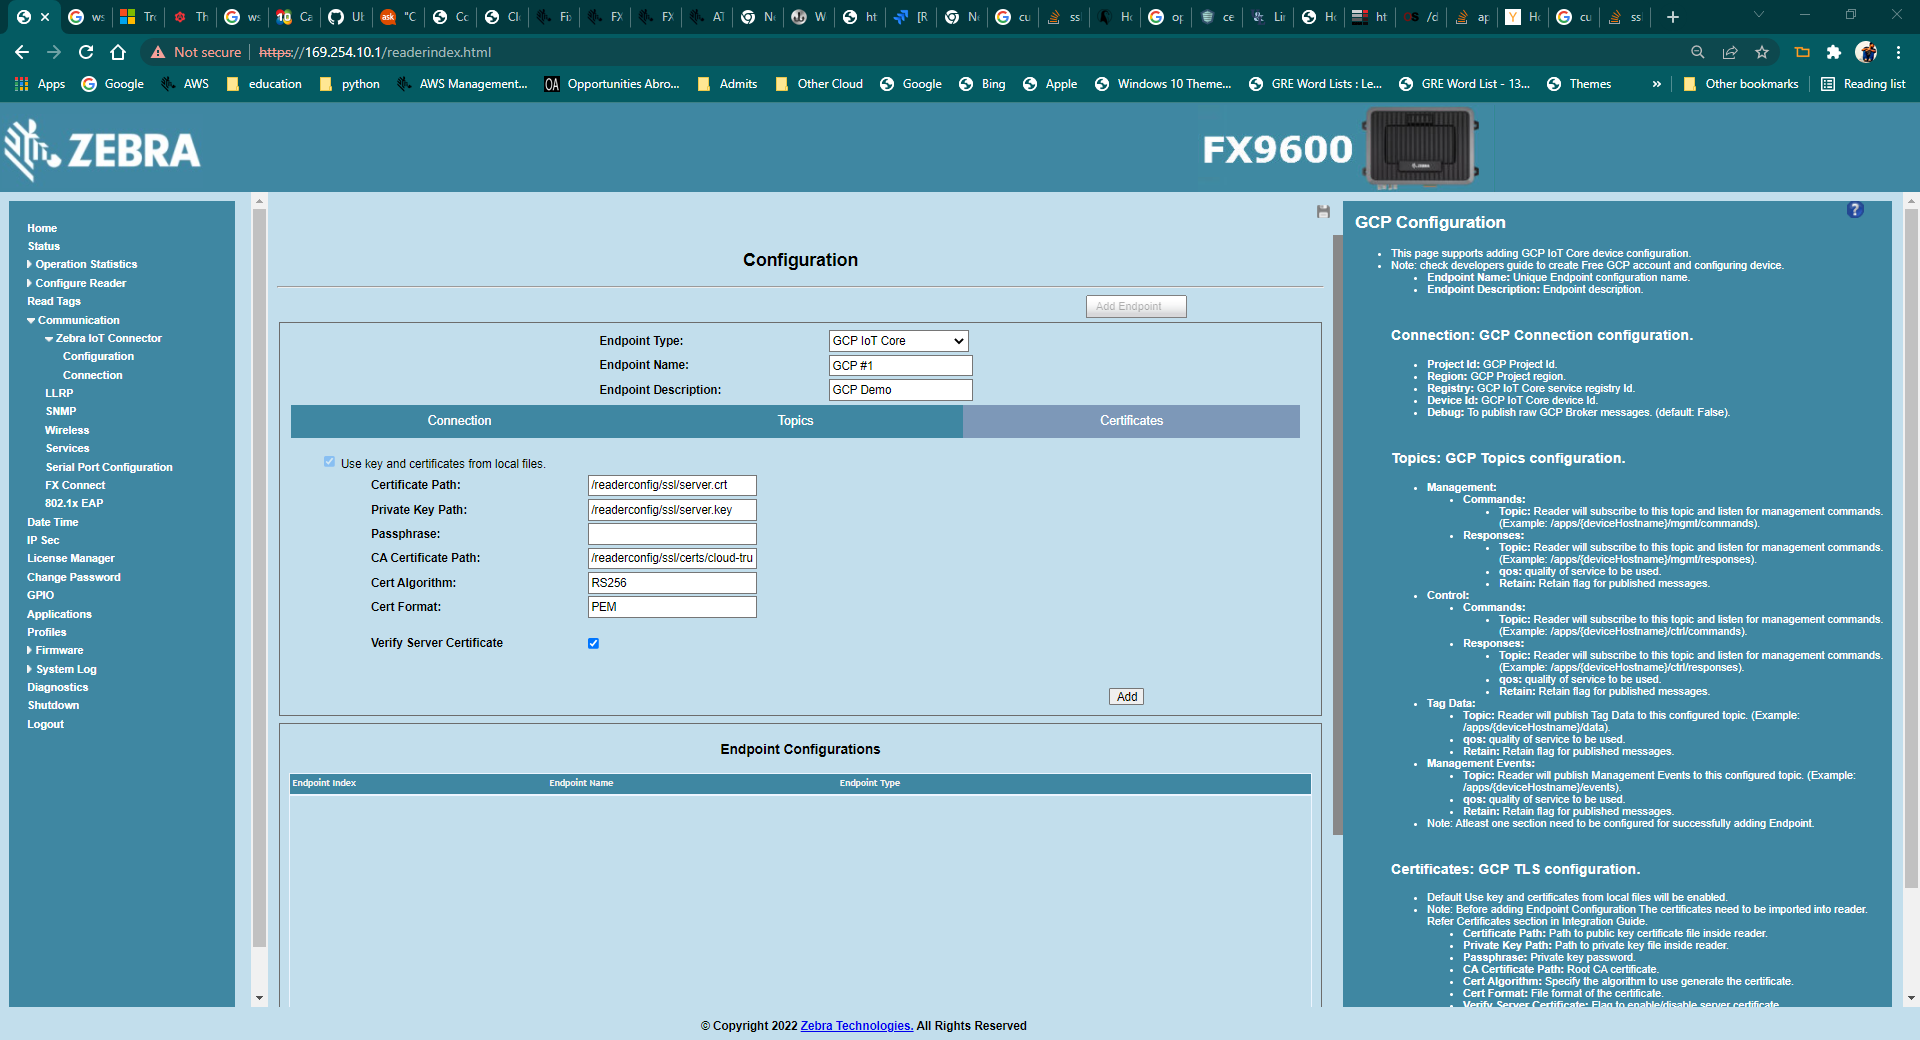 ws
Tro
Th
ws
Ca
Ul
"C
Cc
Cl
Fi
FX
FX
AT
N
W
ht
[R
N
cu
ss
Ho
op
ce
Lir
Ho
ht
/d
ap
H
cu
ss
Not secure https://169.254.10.1/readerindex.html
Apps Google AWS education python AWS Management... OA Opportunities Abro... Admits Other Cloud Google Bing Apple Windows 10 Theme... GRE Word Lists : Le... GRE Word List - 13... Themes » Other bookmarks Reading list
ZEBRA
FX9600
Home
Status
Operation Statistics
Configure Reader
Read Tags
Communication
Zebra IoT Connector
Configuration
Connection
LLRP
SNMP
Wireless
Services
Serial Port Configuration
FX Connect
802.1x EAP
Date Time
IP Sec
License Manager
Change Password
GPIO
Applications
Profiles
Firmware
System Log
Diagnostics
Shutdown
Logout
Configuration
Add Endpoint
Endpoint Type: GCP IoT Core
Endpoint Name: GCP #1
Endpoint Description: GCP Demo
Connection Topics Certificates
Use key and certificates from local files.
Certificate Path: /readerconfig/ssl/server.crt
Private Key Path: /readerconfig/ssl/server.key
Passphrase:
CA Certificate Path: /readerconfig/ssl/certs/cloud-tru
Cert Algorithm: RS256
Cert Format: PEM
Verify Server Certificate
Add
Endpoint Configurations
Endpoint Index Endpoint Name Endpoint Type
?
GCP Configuration
This page supports adding GCP IoT Core device configuration.
Note: check developers guide to create Free GCP account and configuring device.
Endpoint Name: Unique Endpoint configuration name.
Endpoint Description: Endpoint description.
Connection: GCP Connection configuration.
Project Id: GCP Project Id.
Region: GCP Project region.
Registry: GCP IoT Core service registry Id.
Device Id: GCP IoT Core device Id.
Debug: To publish raw GCP Broker messages. (default: False).
Topics: GCP Topics configuration.
Management:
Commands:
Topic: Reader will subscribe to this topic and listen for management commands.
(Example: /apps/{deviceHostname}/mgmt/commands).
Responses:
Topic: Reader will subscribe to this topic and listen for management commands.
(Example: /apps/{deviceHostname}/mgmt/responses).
qos: quality of service to be used.
Retain: Retain flag for published messages.
Control:
Commands:
Topic: Reader will subscribe to this topic and listen for management commands.
(Example: /apps/{deviceHostname}/ctrl/commands).
Responses:
Topic: Reader will subscribe to this topic and listen for management commands.
(Example: /apps/{deviceHostname}/ctrl/responses).
qos: quality of service to be used.
Retain: Retain flag for published messages.
Tag Data:
Topic: Reader will publish Tag Data to this configured topic. (Example:
/apps/{deviceHostname}/data).
qos: quality of service to be used.
Retain: Retain flag for published messages.
Management Events:
Topic: Reader will publish Management Events to this configured topic. (Example:
/apps/{deviceHostname}/events).
qos: quality of service to be used.
Retain: Retain flag for published messages.
Note: Atleast one section need to be configured for successfully adding Endpoint.
Certificates: GCP TLS configuration.
Default Use key and certificates from local files will be enabled.
Note: Before adding Endpoint Configuration The certificates need to be imported into reader.
Refer Certificates section in Integration Guide.
Certificate Path: Path to public key certificate file inside reader.
Private Key Path: Path to private key file inside reader.
Passphrase: Private key password.
CA Certificate Path: Root CA certificate.
Cert Algorithm: Specify the algorithm to use generate the certificate.
Cert Format: File format of the certificate.
Verify Server Certificate: Flag to enable/disable server certificate
© Copyright 2022 Zebra Technologies. All Rights Reserved